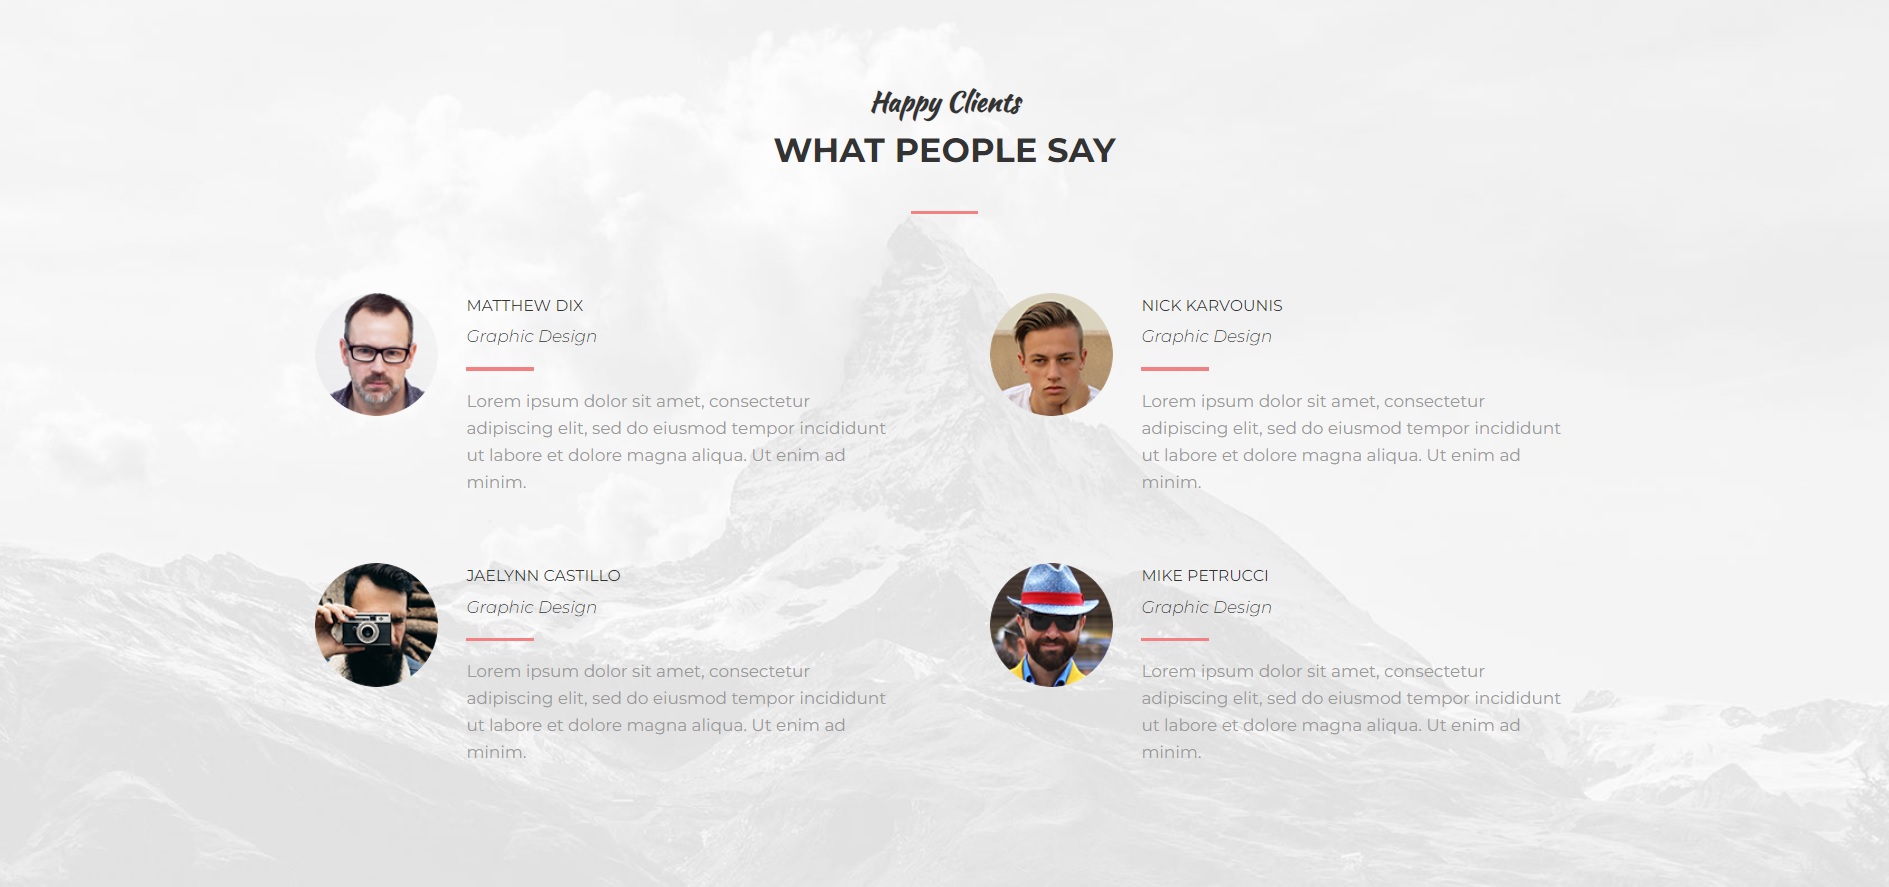 Happy Clients
WHAT PEOPLE SAY
MATTHEW DIX
Graphic Design
Lorem ipsum dolor sit amet, consectetur
adipiscing elit, sed do eiusmod tempor incididunt
ut labore et dolore magna aliqua. Ut enim ad
minim.
NICK KARVOUNIS
Graphic Design
Lorem ipsum dolor sit amet, consectetur
adipiscing elit, sed do eiusmod tempor incididunt
ut labore et dolore magna aliqua. Ut enim ad
minim.
JAELYNN CASTILLO
Graphic Design
Lorem ipsum dolor sit amet, consectetur
adipiscing elit, sed do eiusmod tempor incididunt
ut labore et dolore magna aliqua. Ut enim ad
minim.
MIKE PETRUCCI
Graphic Design
Lorem ipsum dolor sit amet, consectetur
adipiscing elit, sed do eiusmod tempor incididunt
ut labore et dolore magna aliqua. Ut enim ad
minim.